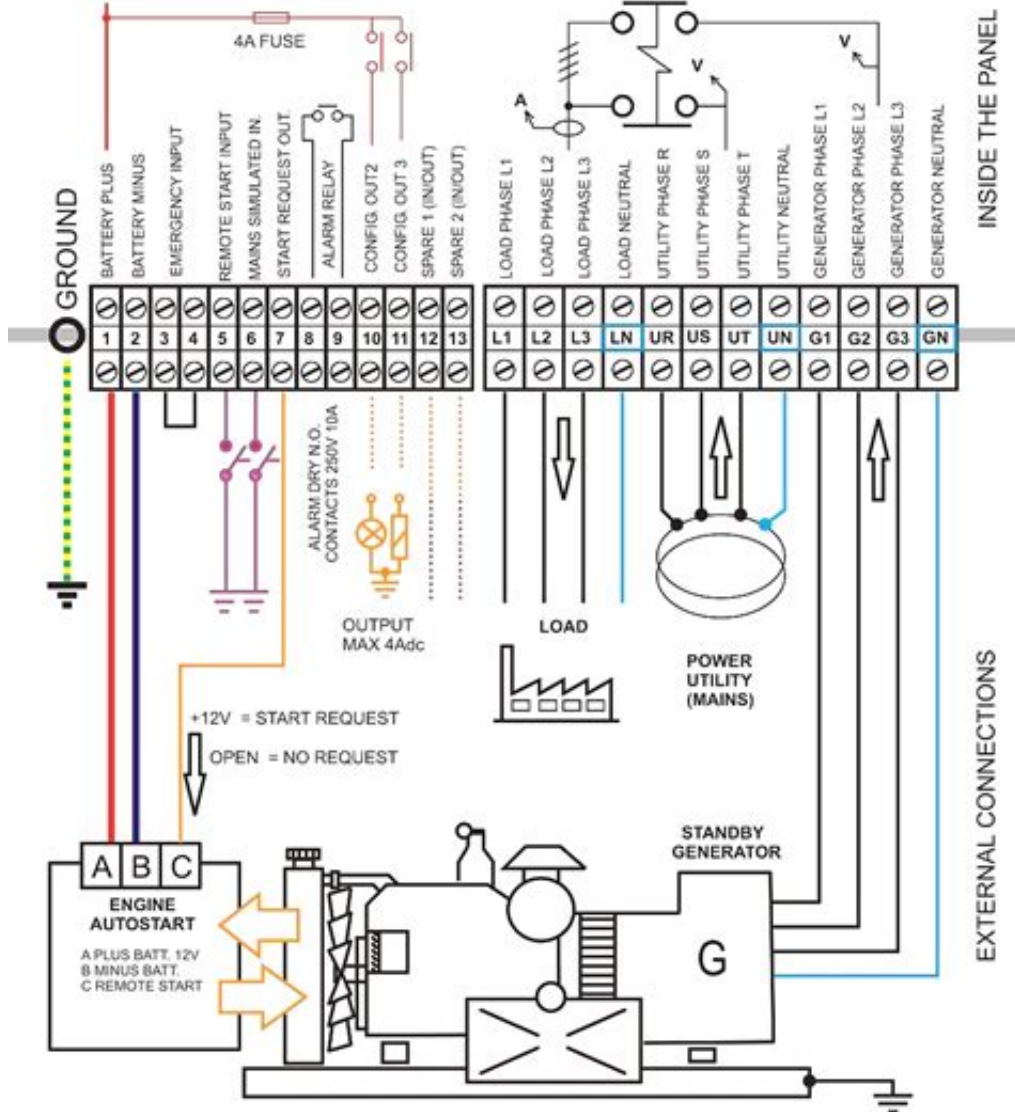 4A FUSE
V
V
A
INSIDE THE PANEL
GROUND
BATTERY PLUS
BATTERY MINUS
EMERGENCY INPUT
REMOTE START INPUT
MAINS SIMULATED IN.
START REQUEST OUT.
ALARM RELAY
CONFIG. OUT2
CONFIG. OUT 3
SPARE 1 (IN/OUT)
SPARE 2 (IN/OUT)
LOAD PHASE L1
LOAD PHASE L2
LOAD PHASE L3
LOAD NEUTRAL
UTILITY PHASE R
UTILITY PHASE S
UTILITY PHASE T
UTILITY NEUTRAL
GENERATOR PHASE L1
GENERATOR PHASE L2
GENERATOR PHASE L3
GENERATOR NEUTRAL
1 2 3 4 5 6 7 8 9 10 11 12 13
L1 L2 L3 LN UR US UT UN G1 G2 G3 GN
ALARM DRY N.O.
CONTACTS 250V 10A
OUTPUT
MAX 4Adc
LOAD
POWER
UTILITY
(MAINS)
EXTERNAL CONNECTIONS
+12V = START REQUEST
OPEN = NO REQUEST
A B C
ENGINE
AUTOSTART
A PLUS BATT. 12V
B MINUS BATT.
C REMOTE START
STANDBY
GENERATOR
G